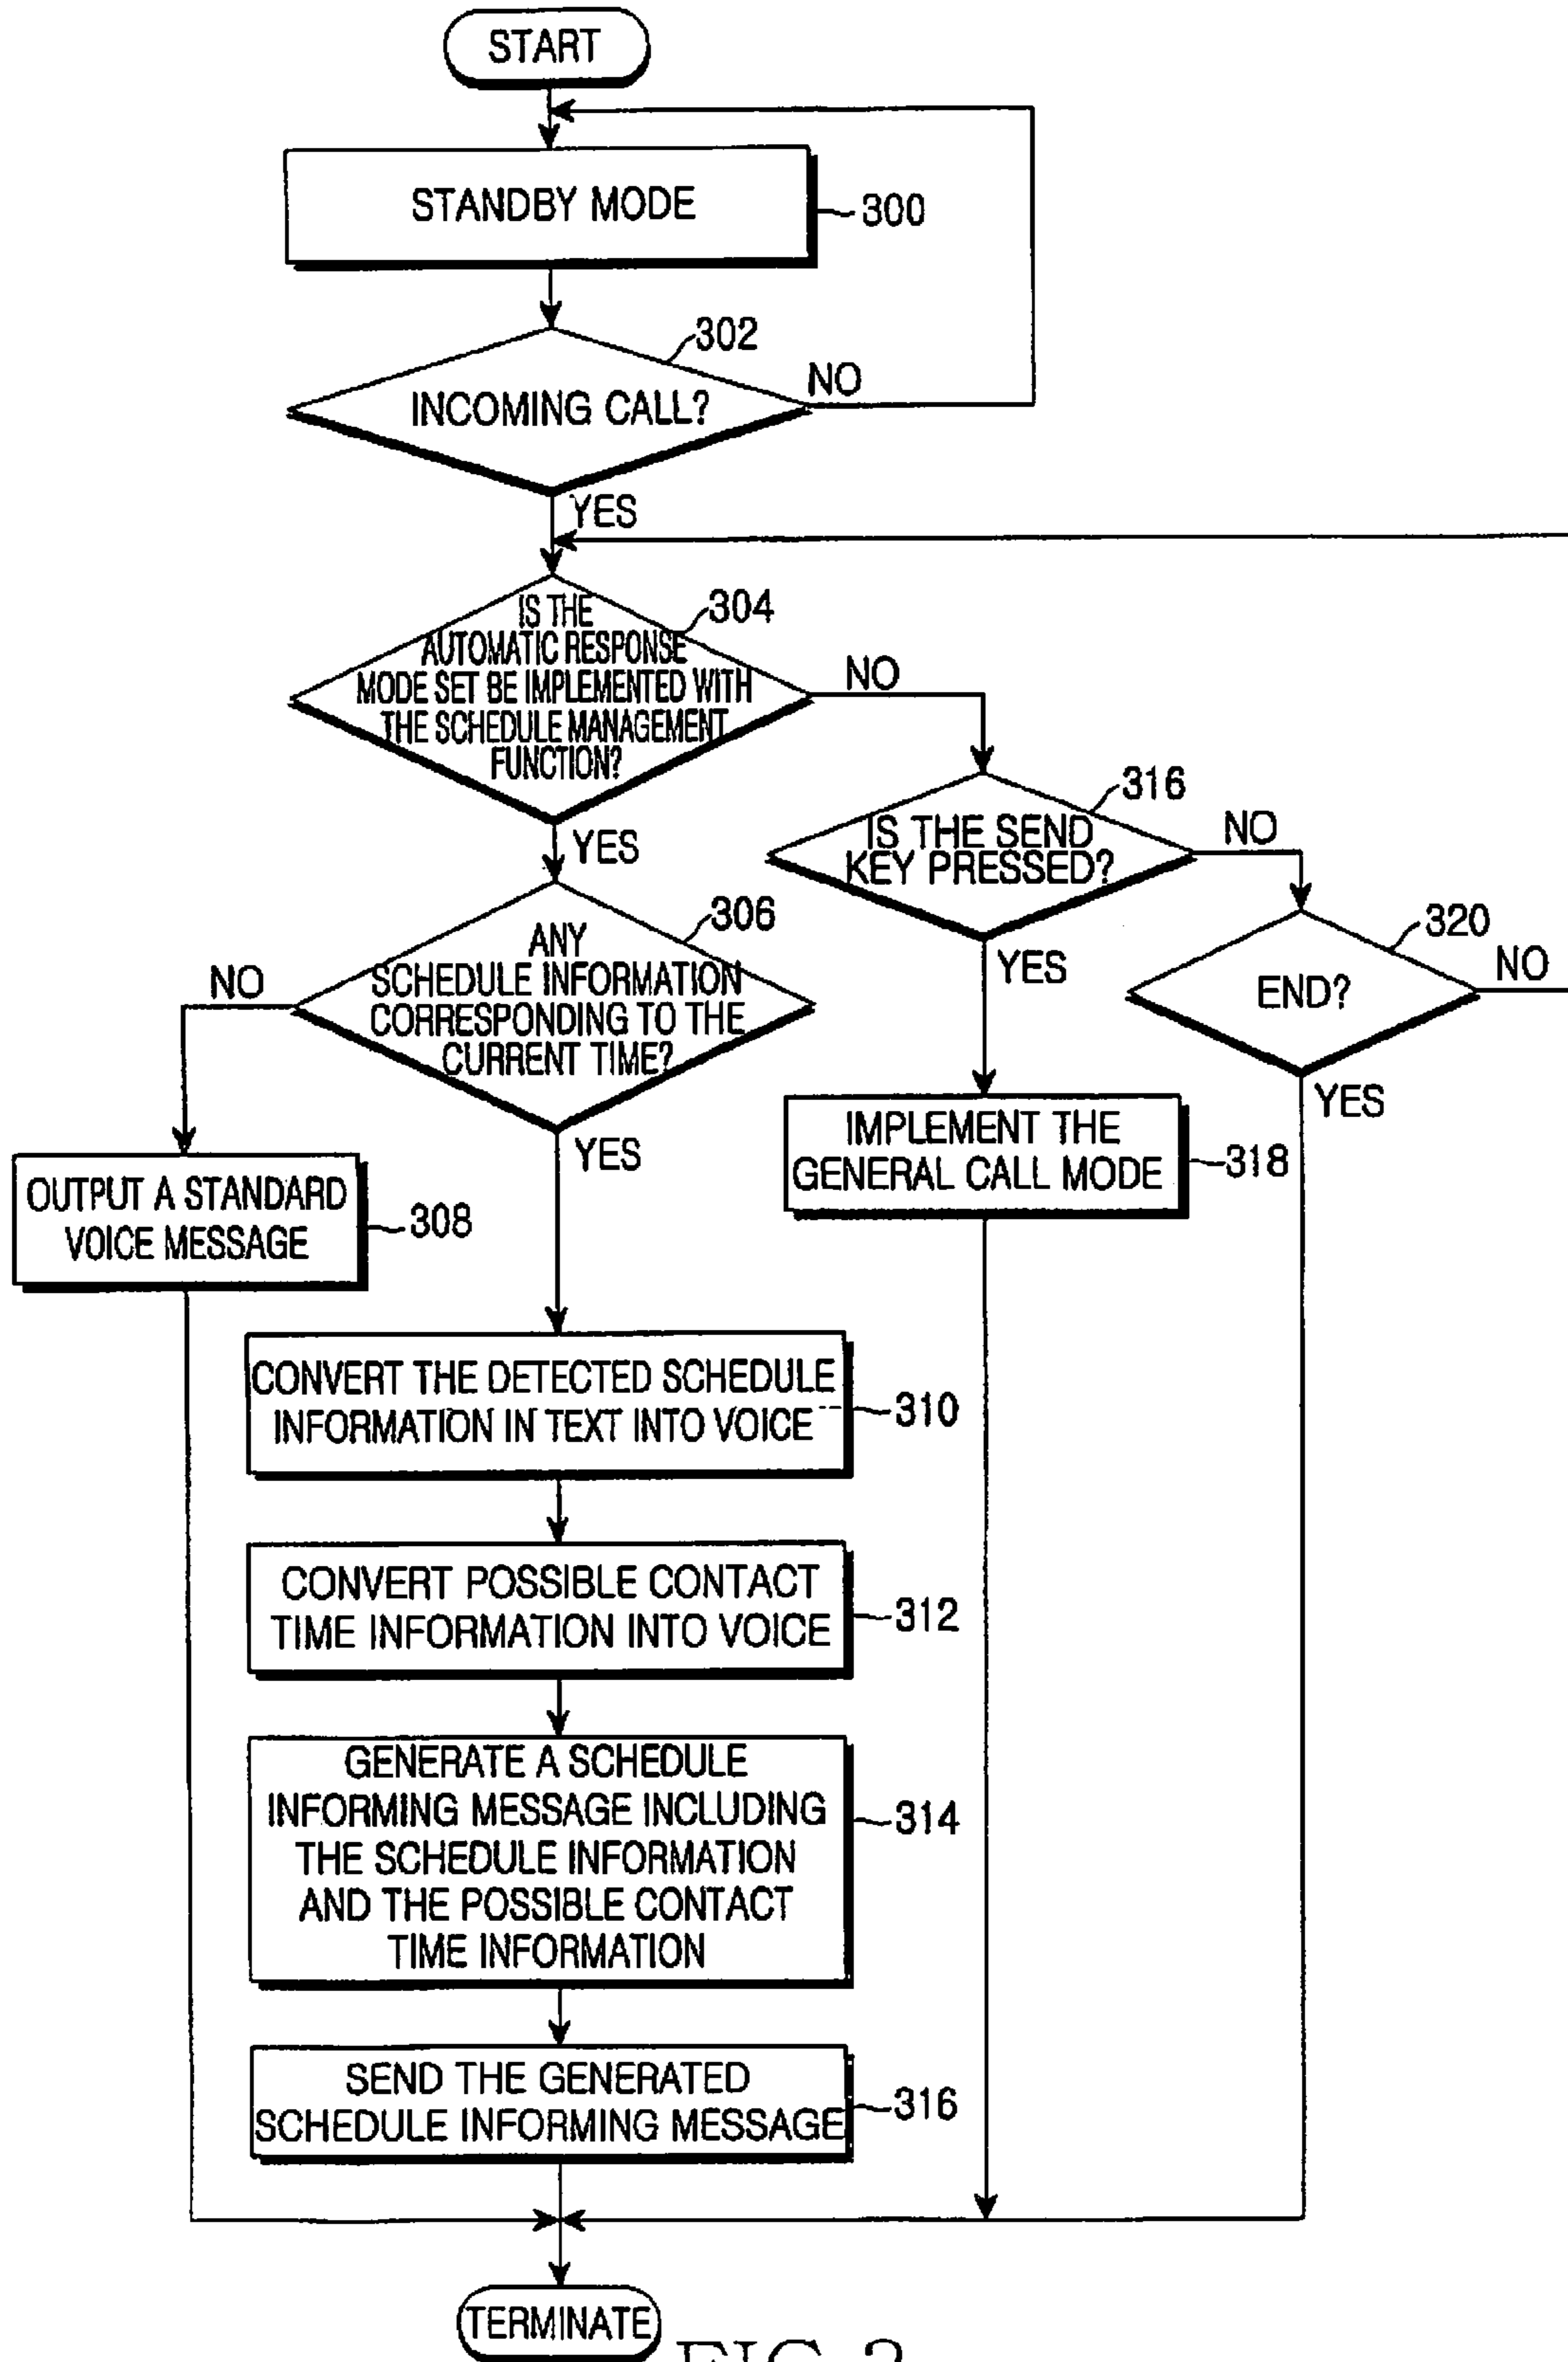 START
STANDBY MODE
300
302
INCOMING CALL?
NO
YES
304
IS THE
AUTOMATIC RESPONSE
MODE SET BE IMPLEMENTED WITH
THE SCHEDULE MANAGEMENT
FUNCTION?
NO
YES
316
IS THE SEND
KEY PRESSED?
NO
YES
320
END?
NO
YES
306
ANY
SCHEDULE INFORMATION
CORRESPONDING TO THE
CURRENT TIME?
NO
YES
IMPLEMENT THE
GENERAL CALL MODE
318
OUTPUT A STANDARD
VOICE MESSAGE
308
CONVERT THE DETECTED SCHEDULE
INFORMATION IN TEXT INTO VOICE
310
CONVERT POSSIBLE CONTACT
TIME INFORMATION INTO VOICE
312
GENERATE A SCHEDULE
INFORMING MESSAGE INCLUDING
THE SCHEDULE INFORMATION
AND THE POSSIBLE CONTACT
TIME INFORMATION
314
SEND THE GENERATED
SCHEDULE INFORMING MESSAGE
316
TERMINATE